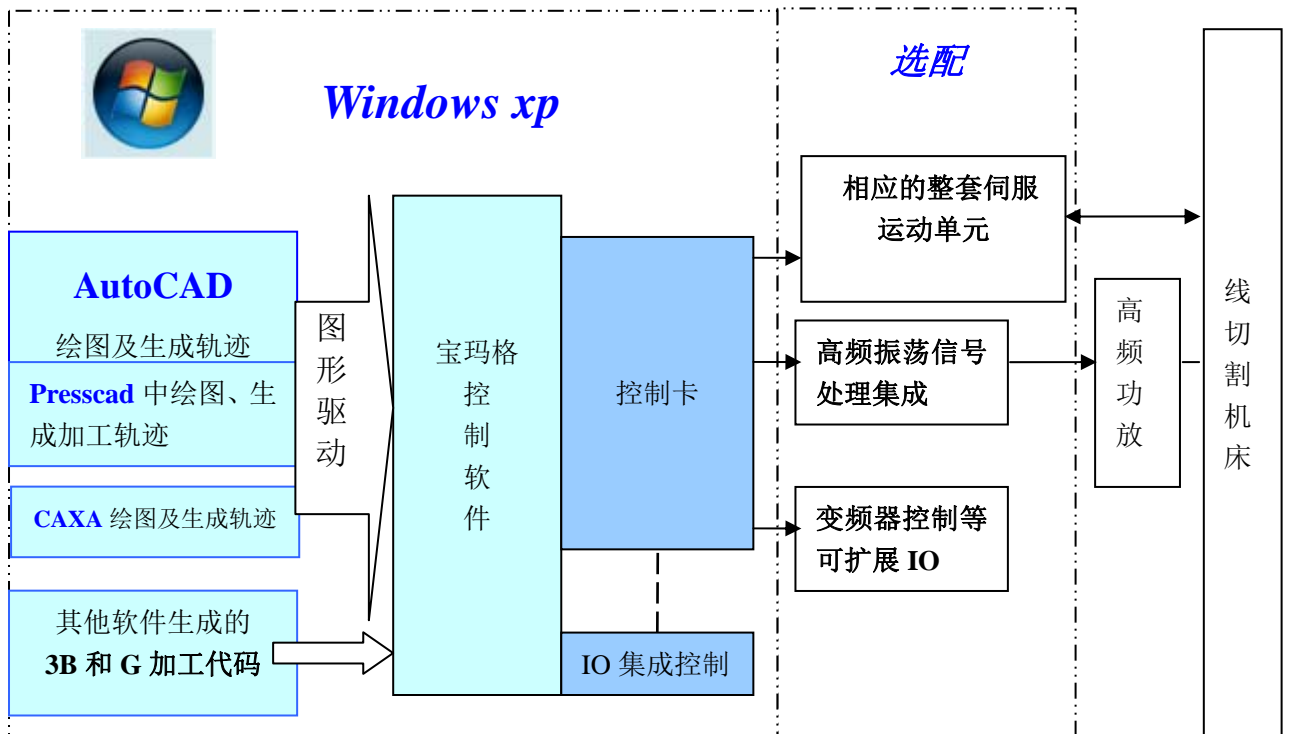 Windows xp
选配
AutoCAD
绘图及生成轨迹
Presscad 中绘图、生
成加工轨迹
CAXA 绘图及生成轨迹
其他软件生成的
3B 和 G 加工代码
图
形
驱
动
宝玛格
控
制
软
件
控制卡
IO 集成控制
相应的整套伺服
运动单元
高频振荡信号
处理集成
变频器控制等
可扩展 IO
高
频
功
放
线
切
割
机
床